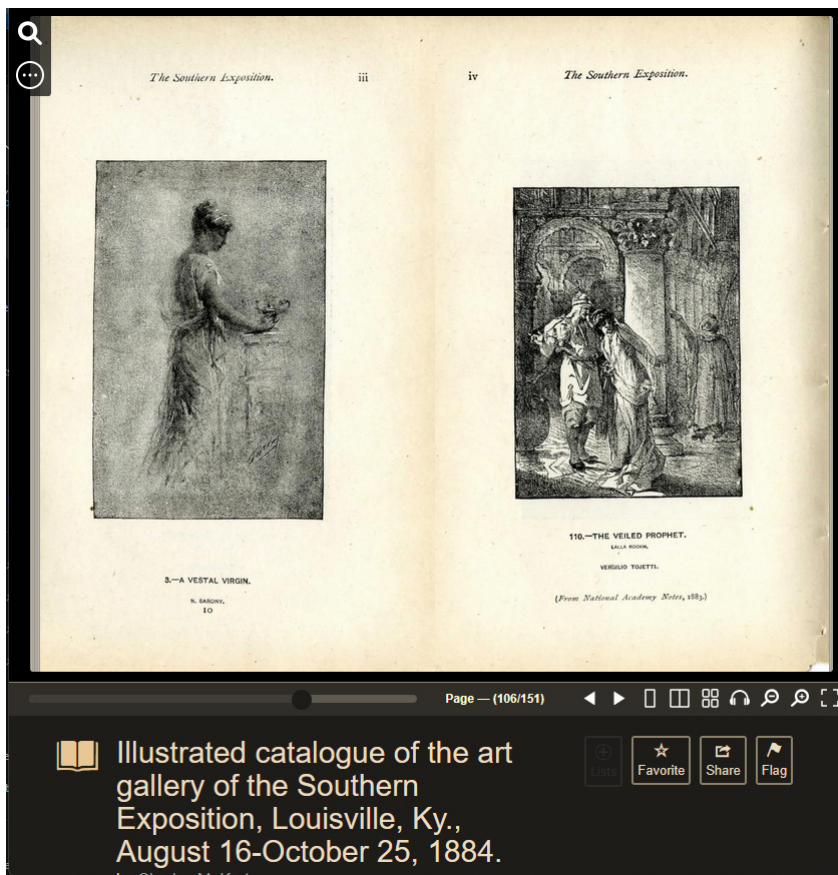 The Southern Exposition.
iii
3.—A VESTAL VIRGIN.
N. SARONY.
10
iv
The Southern Exposition.
110.—THE VEILED PROPHET.
LALLA ROOKH.
VERGILIO TOJETTI.
(From National Academy Notes, 1883.)
Page — (106/151)
Illustrated catalogue of the art
gallery of the Southern
Exposition, Louisville, Ky.,
August 16-October 25, 1884.
Lists
Favorite
Share
Flag